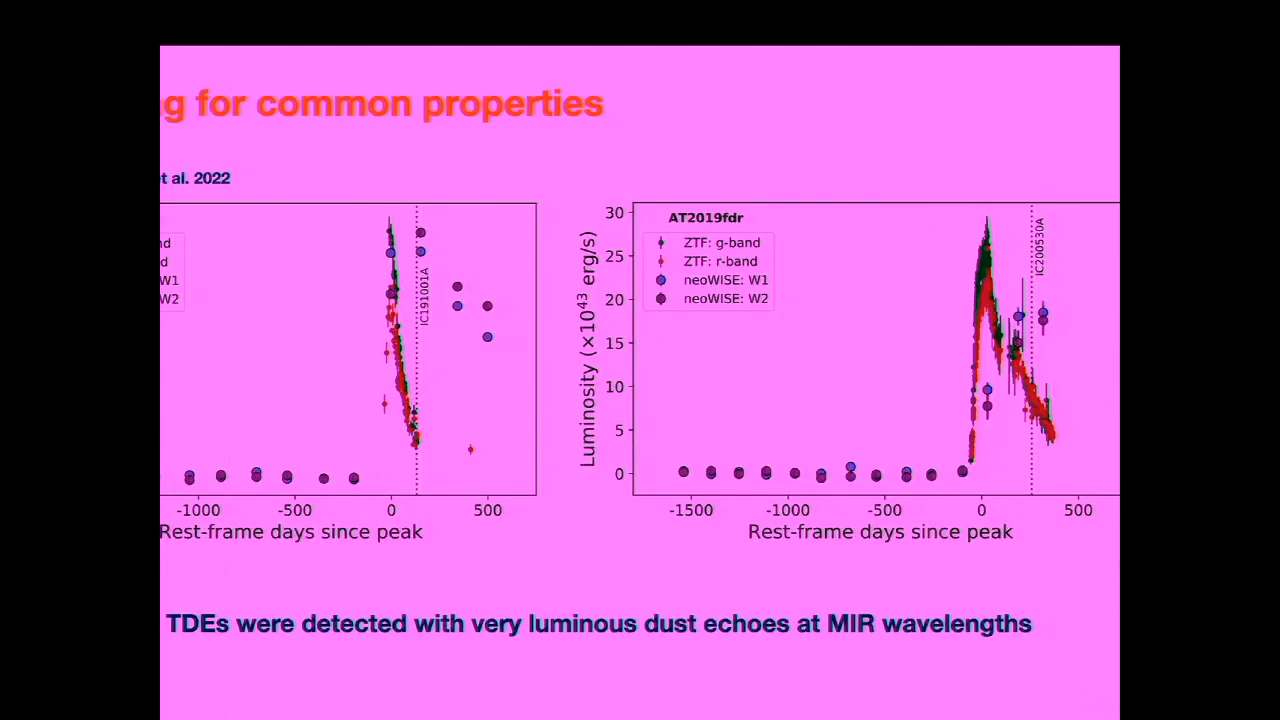 g for common properties
et al. 2022
nd
d
W1
W2
IC191001A
-1000 -500 0 500
Rest-frame days since peak
AT2019fdr
ZTF: g-band
ZTF: r-band
neoWISE: W1
neoWISE: W2
IC200530A
Luminosity (×10⁴³ erg/s)
30
25
20
15
10
5
0
-1500 -1000 -500 0 500
Rest-frame days since peak
TDEs were detected with very luminous dust echoes at MIR wavelengths